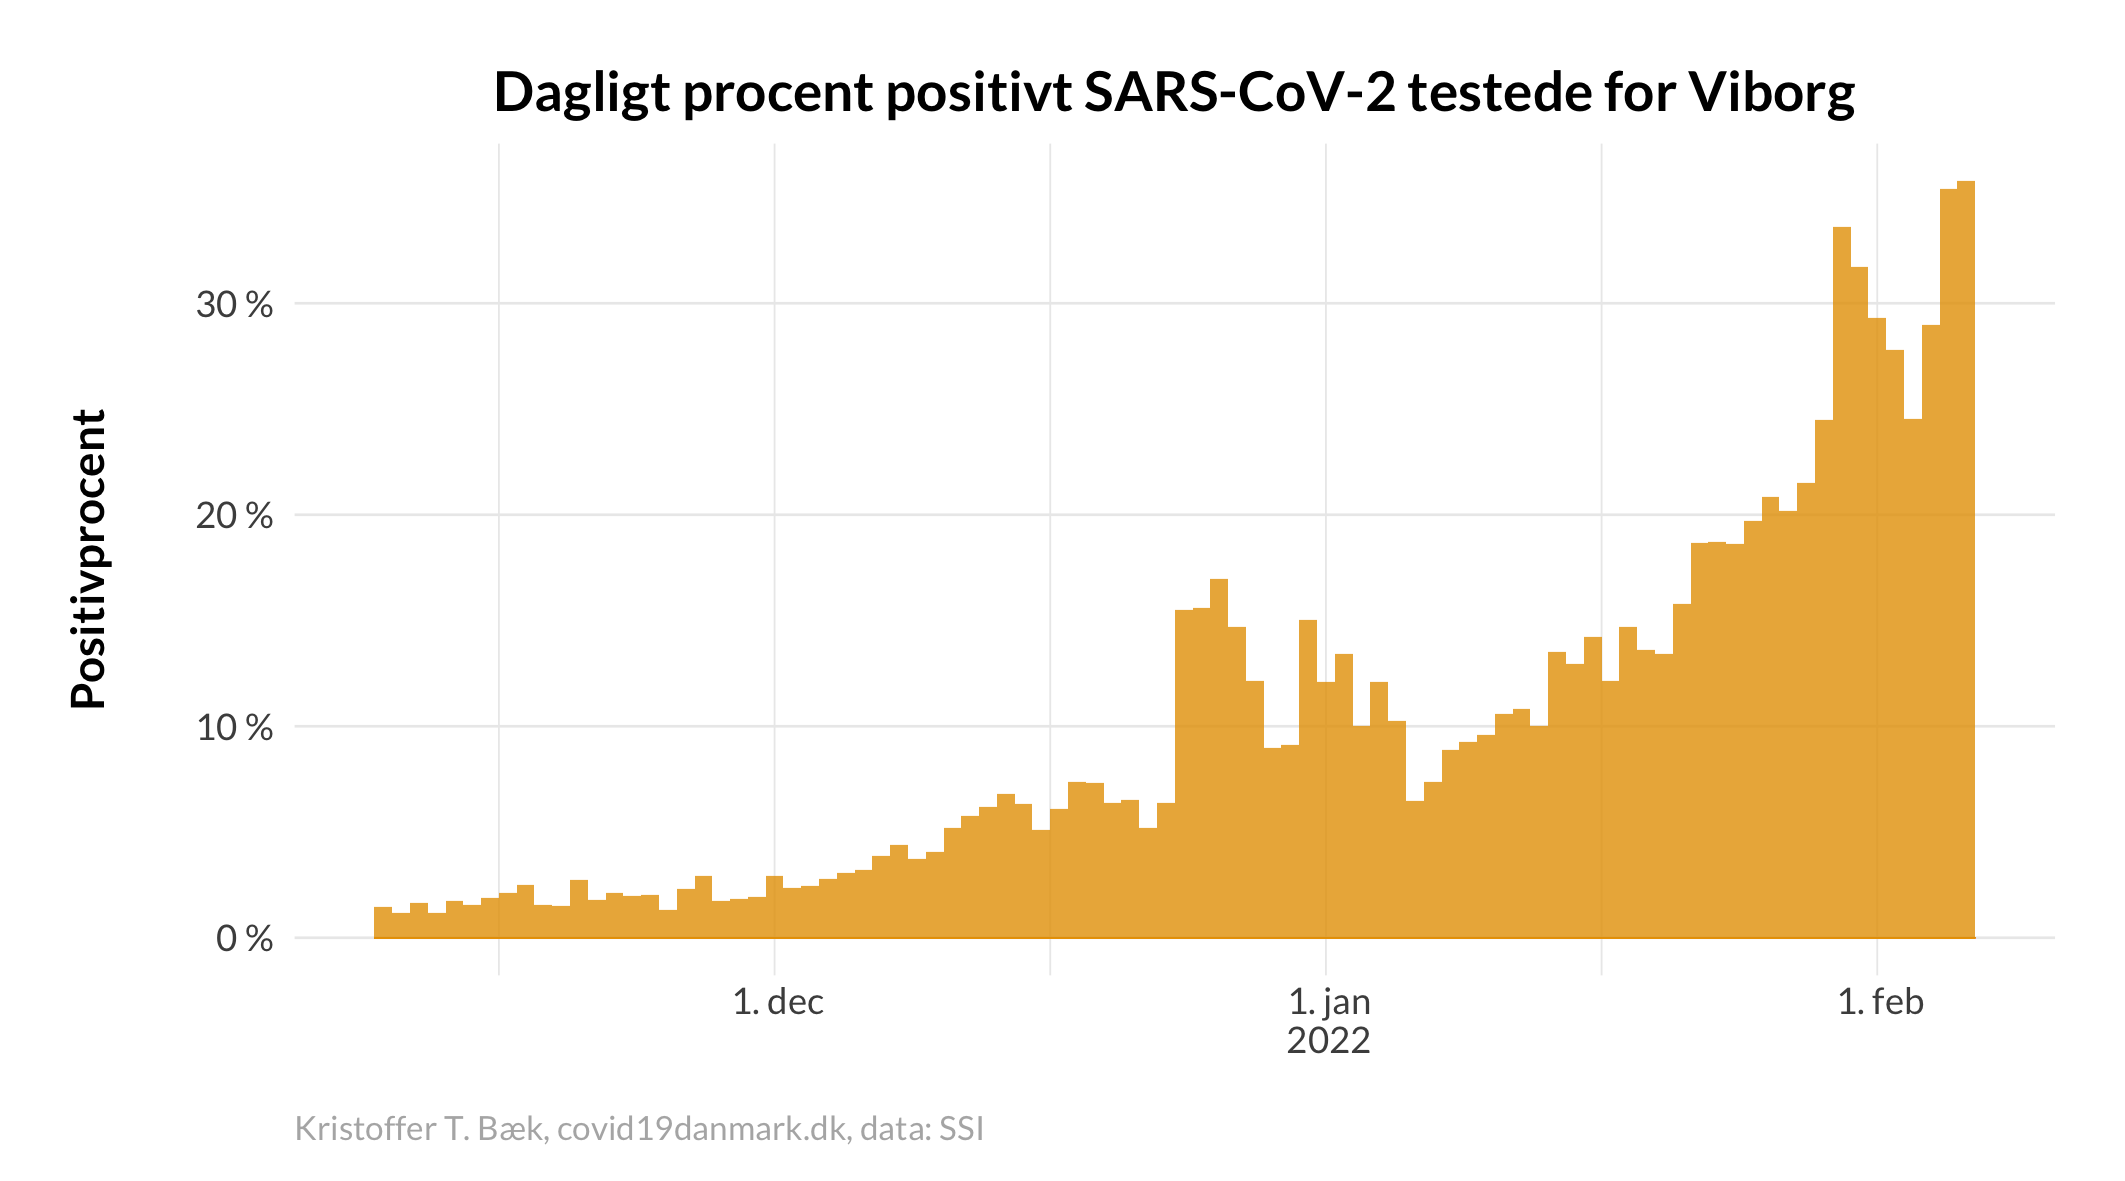 Dagligt procent positivt SARS-CoV-2 testede for Viborg
Positivprocent
30 %
20 %
10 %
0 %
1. dec
1. jan
2022
1. feb
Kristoffer T. Bæk, covid19danmark.dk, data: SSI